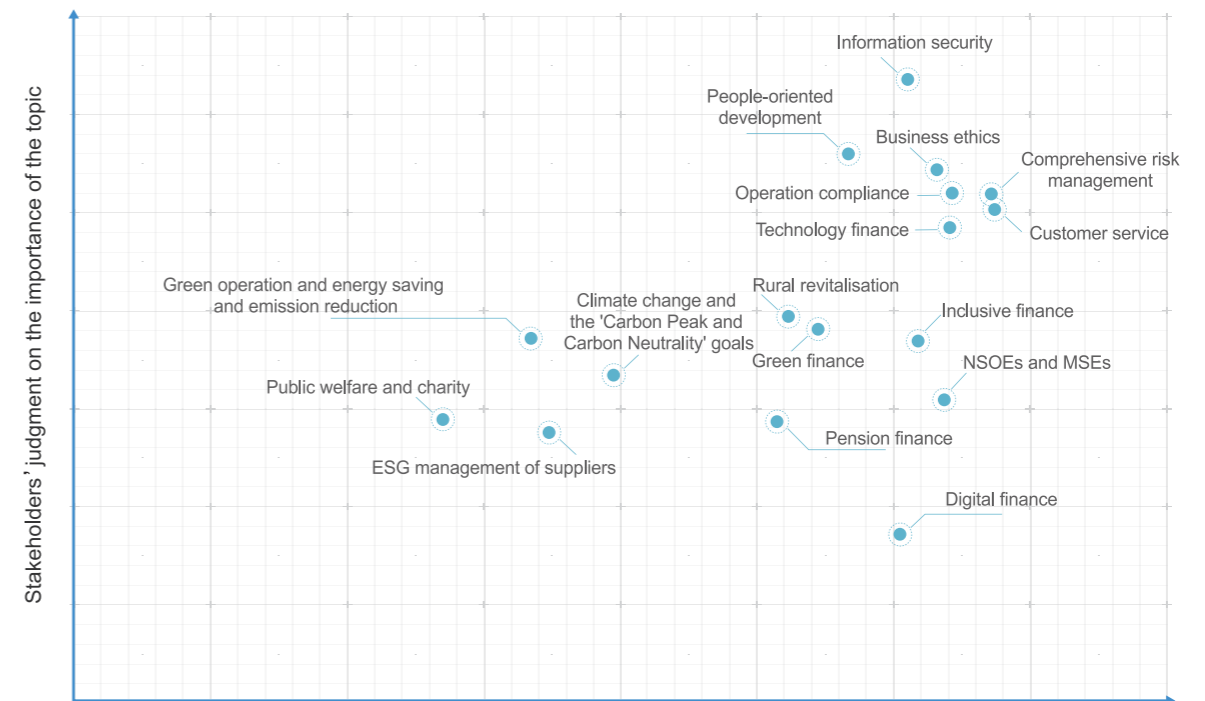 Stakeholders’ judgment on the importance of the topic
Information security
People-oriented
development
Business ethics
Comprehensive risk
management
Operation compliance
Customer service
Technology finance
Green operation and energy saving
and emission reduction
Climate change and
the 'Carbon Peak and
Carbon Neutrality' goals
Rural revitalisation
Inclusive finance
Green finance
NSOEs and MSEs
Public welfare and charity
Pension finance
ESG management of suppliers
Digital finance